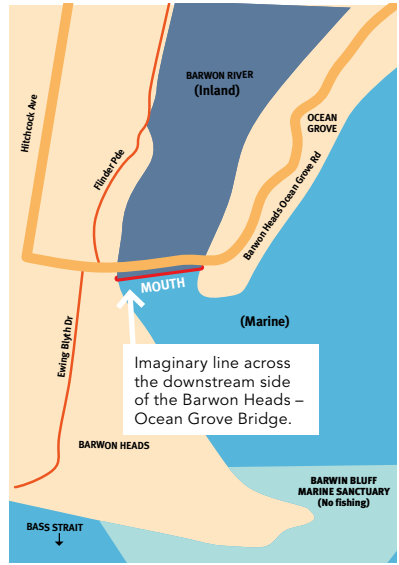 BARWON RIVER
(Inland)
Hitchcock Ave
Flinder Pde
OCEAN
GROVE
Barwon Heads Ocean Grove Rd
MOUTH
(Marine)
Ewing Blyth Dr
Imaginary line across
the downstream side
of the Barwon Heads –
Ocean Grove Bridge.
BARWON HEADS
BARWIN BLUFF
MARINE SANCTUARY
(No fishing)
BASS STRAIT